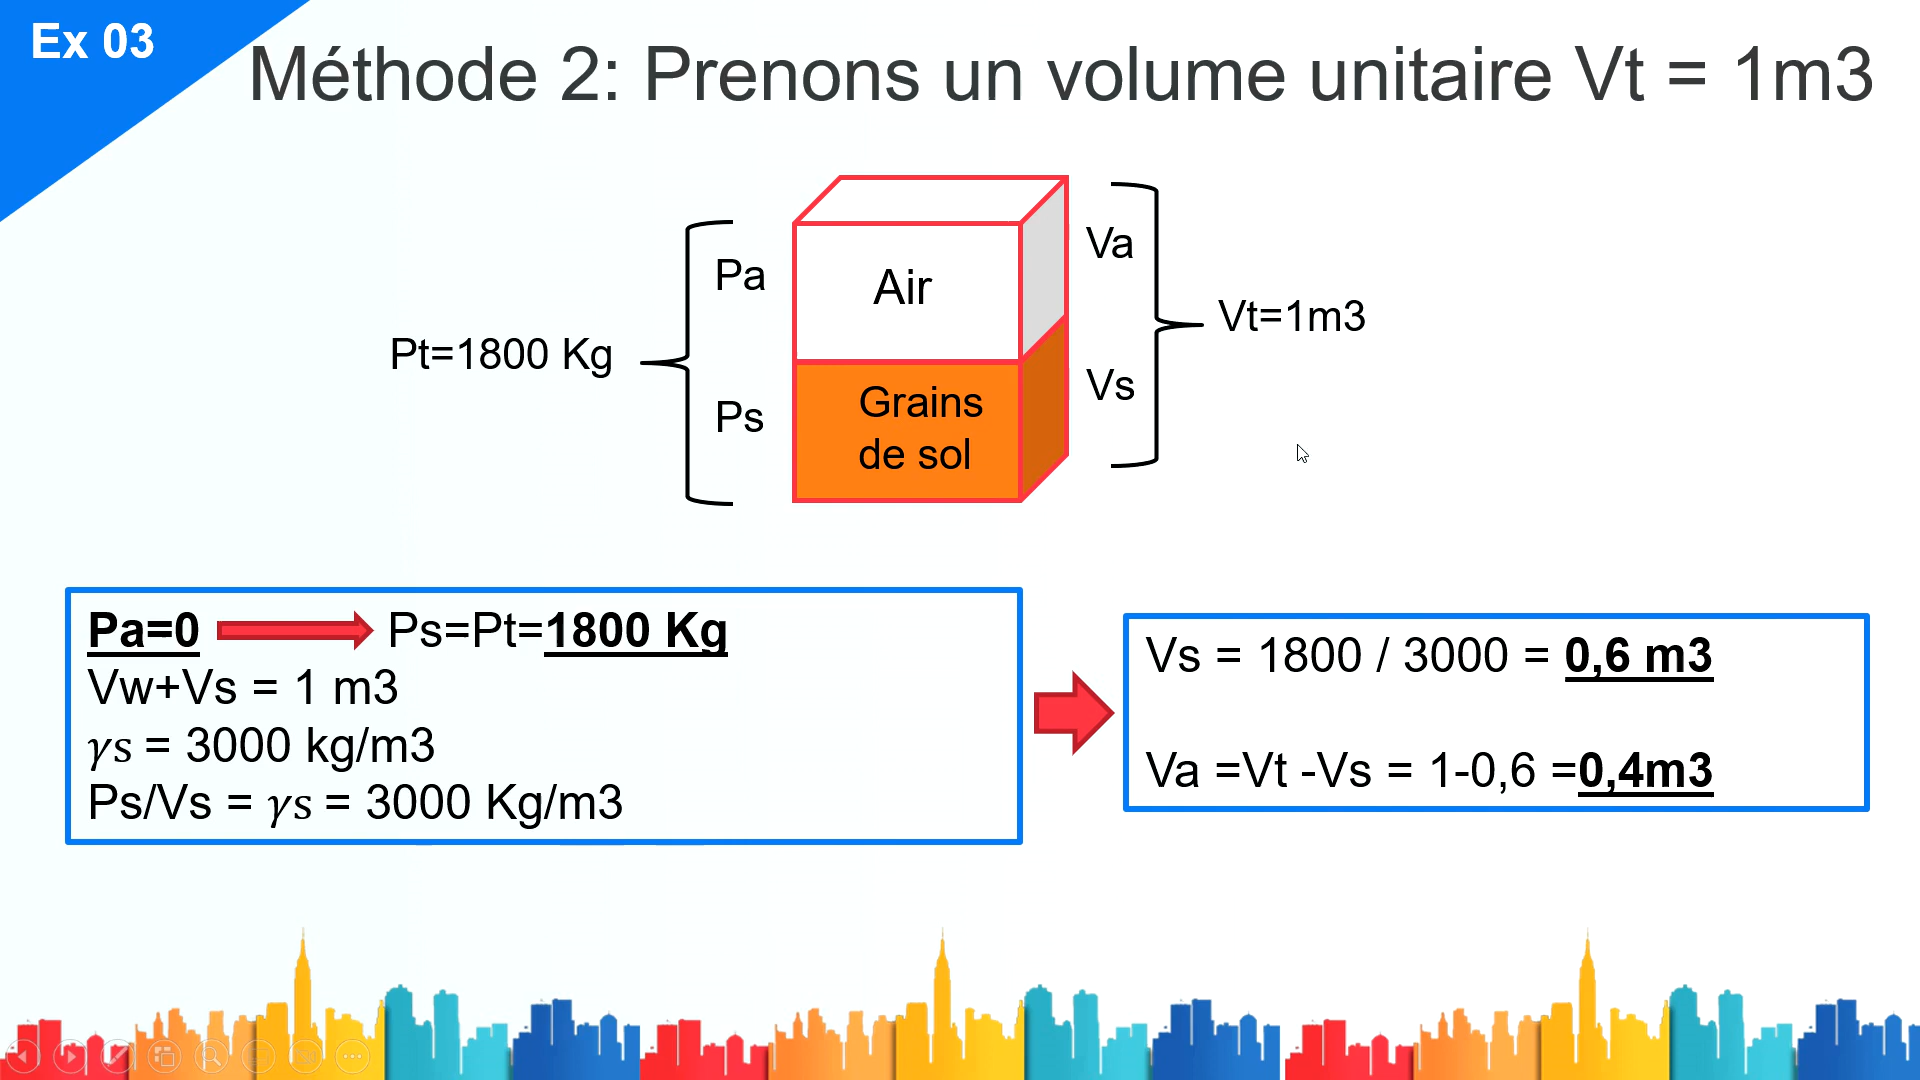 Ex 03
Méthode 2: Prenons un volume unitaire Vt = 1m3
Pa
Air
Va
Pt=1800 Kg
Vt=1m3
Ps
Grains
de sol
Vs
Pa=0 Ps=Pt=1800 Kg
Vw+Vs = 1 m3
γs = 3000 kg/m3
Ps/Vs = γs = 3000 Kg/m3
Vs = 1800 / 3000 = 0,6 m3
Va =Vt -Vs = 1-0,6 =0,4m3